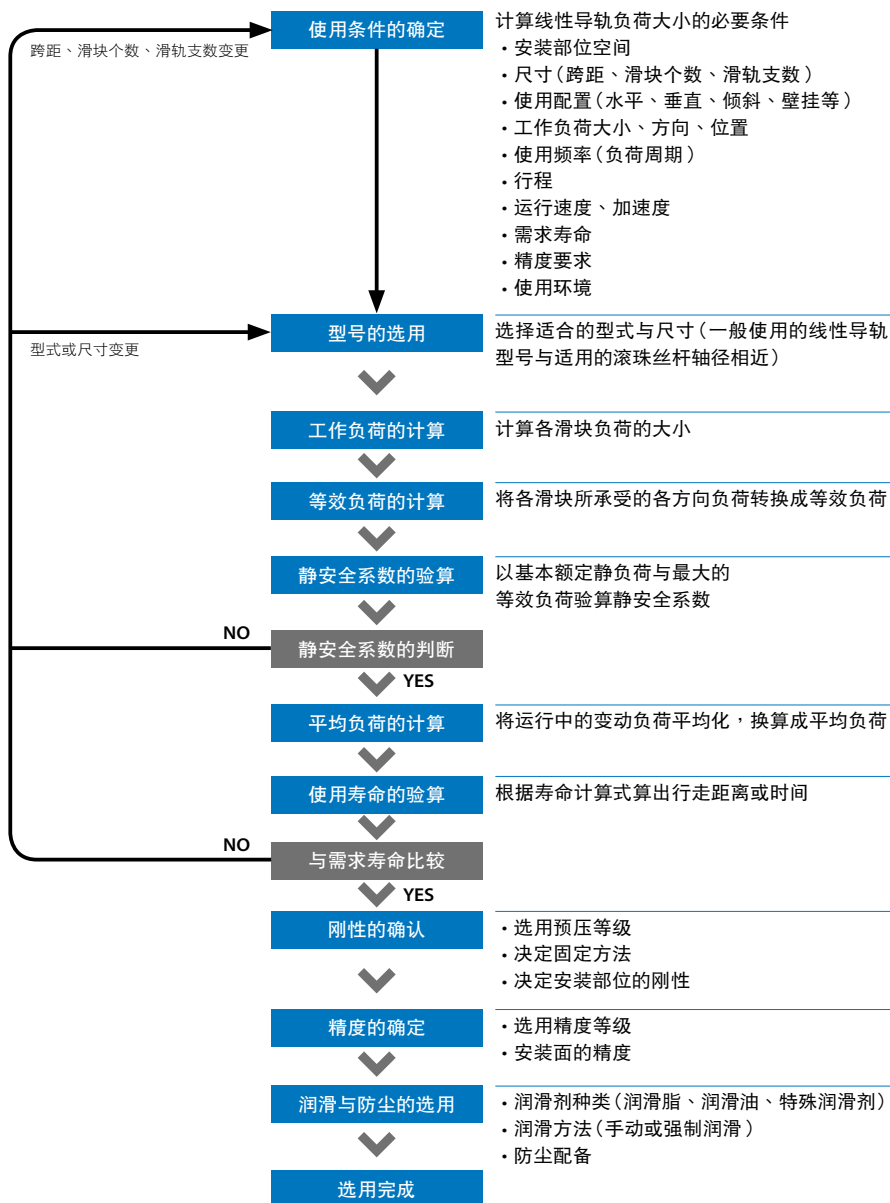 使用条件的确定
计算线性导轨负荷大小的必要条件
跨距、滑块个数、滑轨支数变更
・安装部位空间
・尺寸(跨距、滑块个数、滑轨支数)
・使用配置(水平、垂直、倾斜、壁挂等)
・工作负荷大小、方向、位置
・使用频率(负荷周期)
・行程
・运行速度、加速度
・需求寿命
・精度要求
・使用环境
型号的选用
选择适合的型式与尺寸(一般使用的线性导轨
型号与适用的滚珠丝杆轴径相近)
型式或尺寸变更
工作负荷的计算
计算各滑块负荷的大小
等效负荷的计算
将各滑块所承受的各方向负荷转换成等效负荷
静安全系数的验算
以基本额定静负荷与最大的
等效负荷验算静安全系数
NO
静安全系数的判断
YES
平均负荷的计算
将运行中的变动负荷平均化，换算成平均负荷
使用寿命的验算
根据寿命计算式算出行走距离或时间
NO
与需求寿命比较
YES
刚性的确认
・选用预压等级
・决定固定方法
・决定安装部位的刚性
精度的确定
・选用精度等级
・安装面的精度
润滑与防尘的选用
・润滑剂种类(润滑脂、润滑油、特殊润滑剂)
・润滑方法(手动或强制润滑)
・防尘配备
选用完成